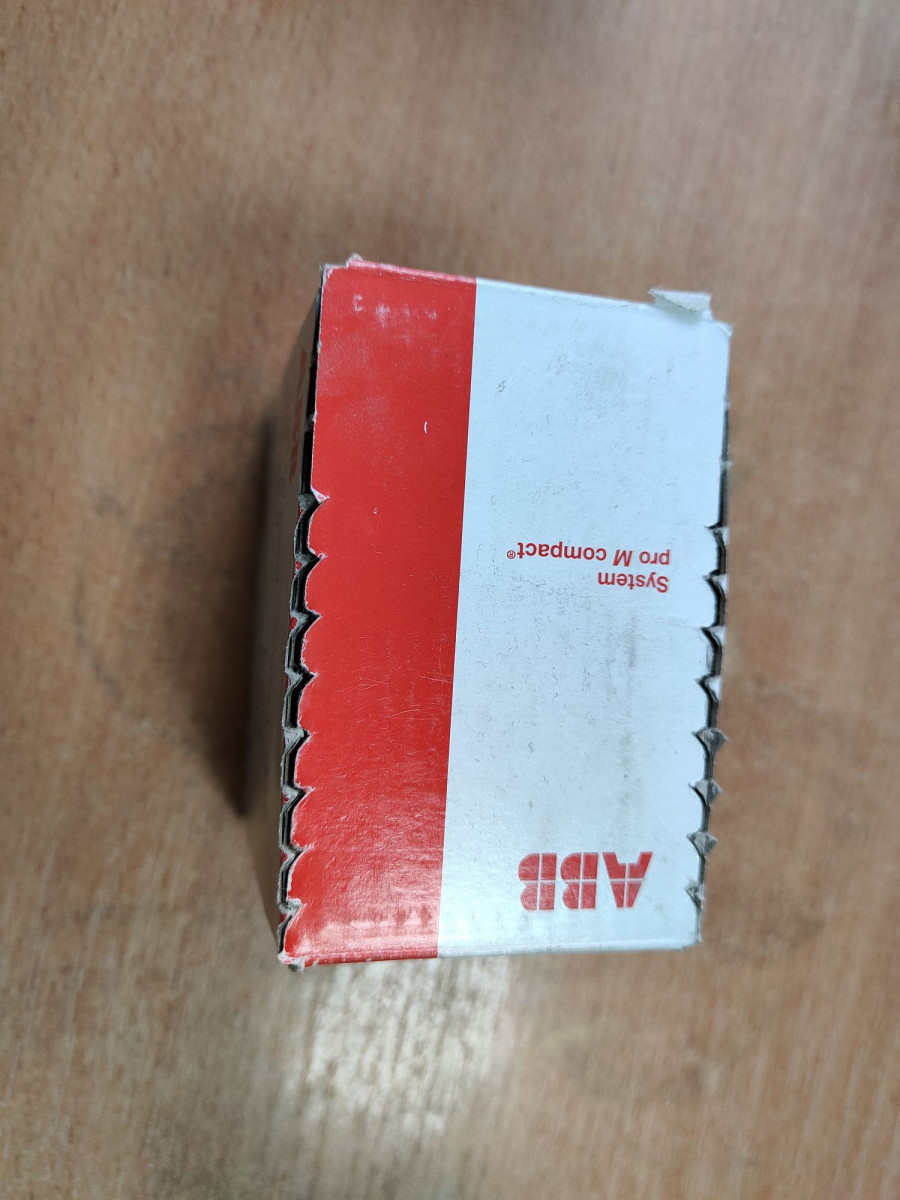 ABB
System
pro M compact®